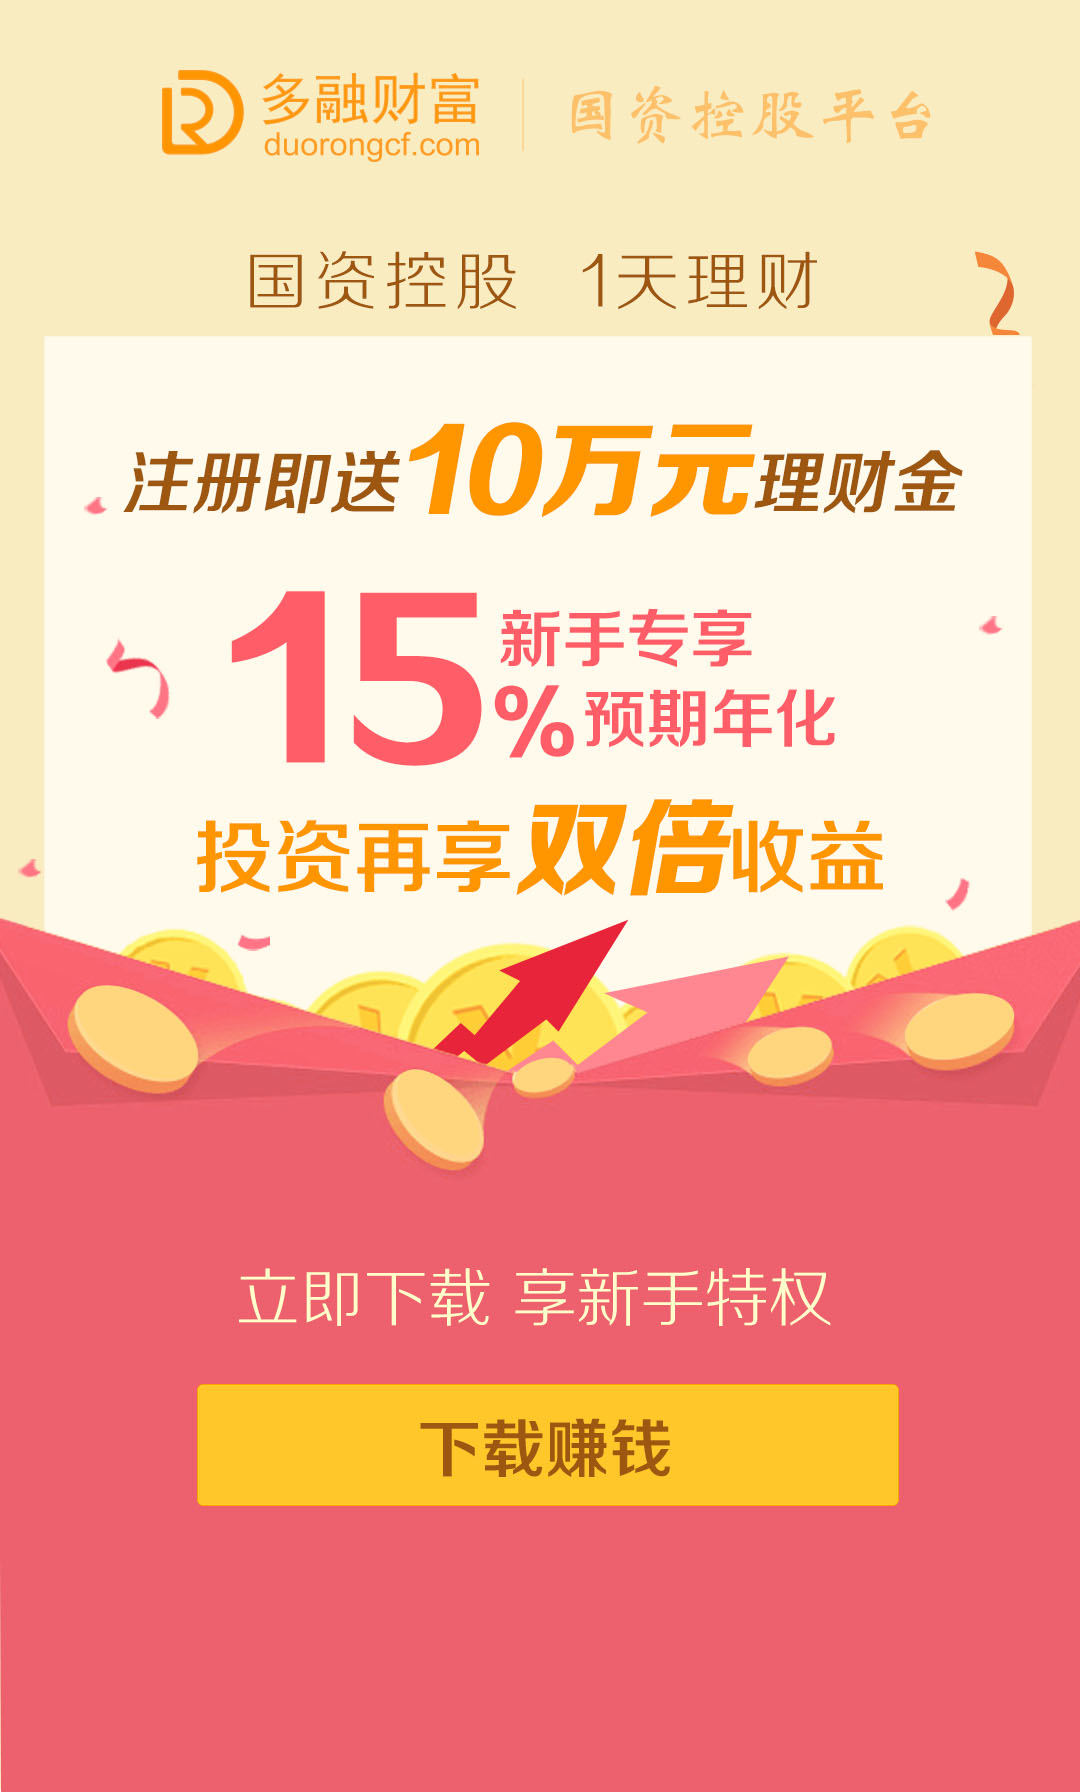 多融财富 国资控股平台
duorongcf.com
国资控股 1天理财
注册即送10万元理财金
15%新手专享
预期年化
投资再享双倍收益
立即下载 享新手特权
下载赚钱